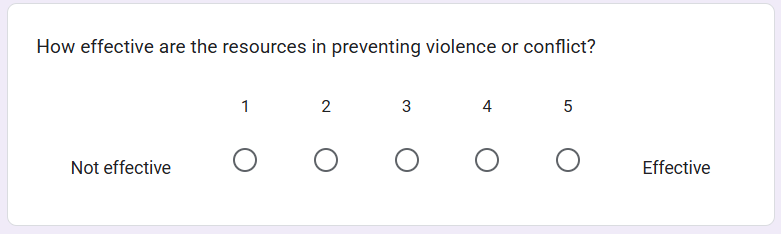 How effective are the resources in preventing violence or conflict?
1 2 3 4 5
Not effective Effective